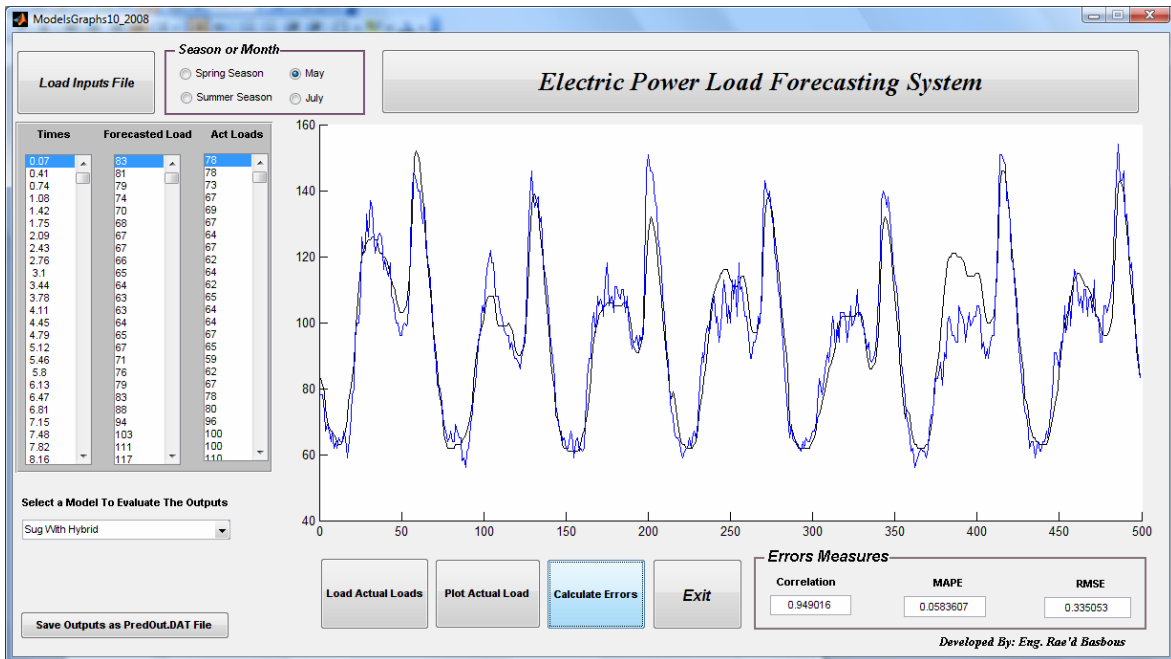 ModelsGraphs10_2008
Load Inputs File
Season or Month
Spring Season
May
Summer Season
July
Electric Power Load Forecasting System
Times Forecasted Load Act Loads
0.07 83 78
0.41 81 78
0.74 79 73
1.08 74 67
1.42 70 69
1.75 68 67
2.09 67 64
2.43 67 67
2.76 66 62
3.1 65 64
3.44 64 62
3.78 63 65
4.11 63 64
4.45 64 64
4.79 65 67
5.12 67 65
5.46 71 59
5.8 76 62
6.13 79 67
6.47 83 78
6.81 88 80
7.15 94 96
7.48 103 100
7.82 111 100
8.16 117 110
160
140
120
100
80
60
40
0 50 100 150 200 250 300 350 400 450 500
Select a Model To Evaluate The Outputs
Sug With Hybrid
Save Outputs as PredOut.DAT File
Load Actual Loads
Plot Actual Load
Calculate Errors
Exit
Errors Measures
Correlation MAPE RMSE
0.949016 0.0583607 0.335053
Developed By: Eng. Rae'd Basbous